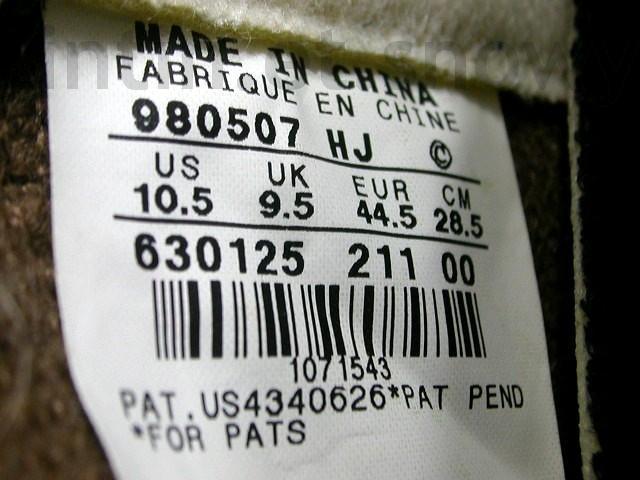 MADE IN CHINA
FABRIQUE EN CHINE
980507 HJ ©
US UK EUR CM
10.5 9.5 44.5 28.5
630125 211 00
1071543
PAT.US4340626*PAT PEND
*FOR PATS